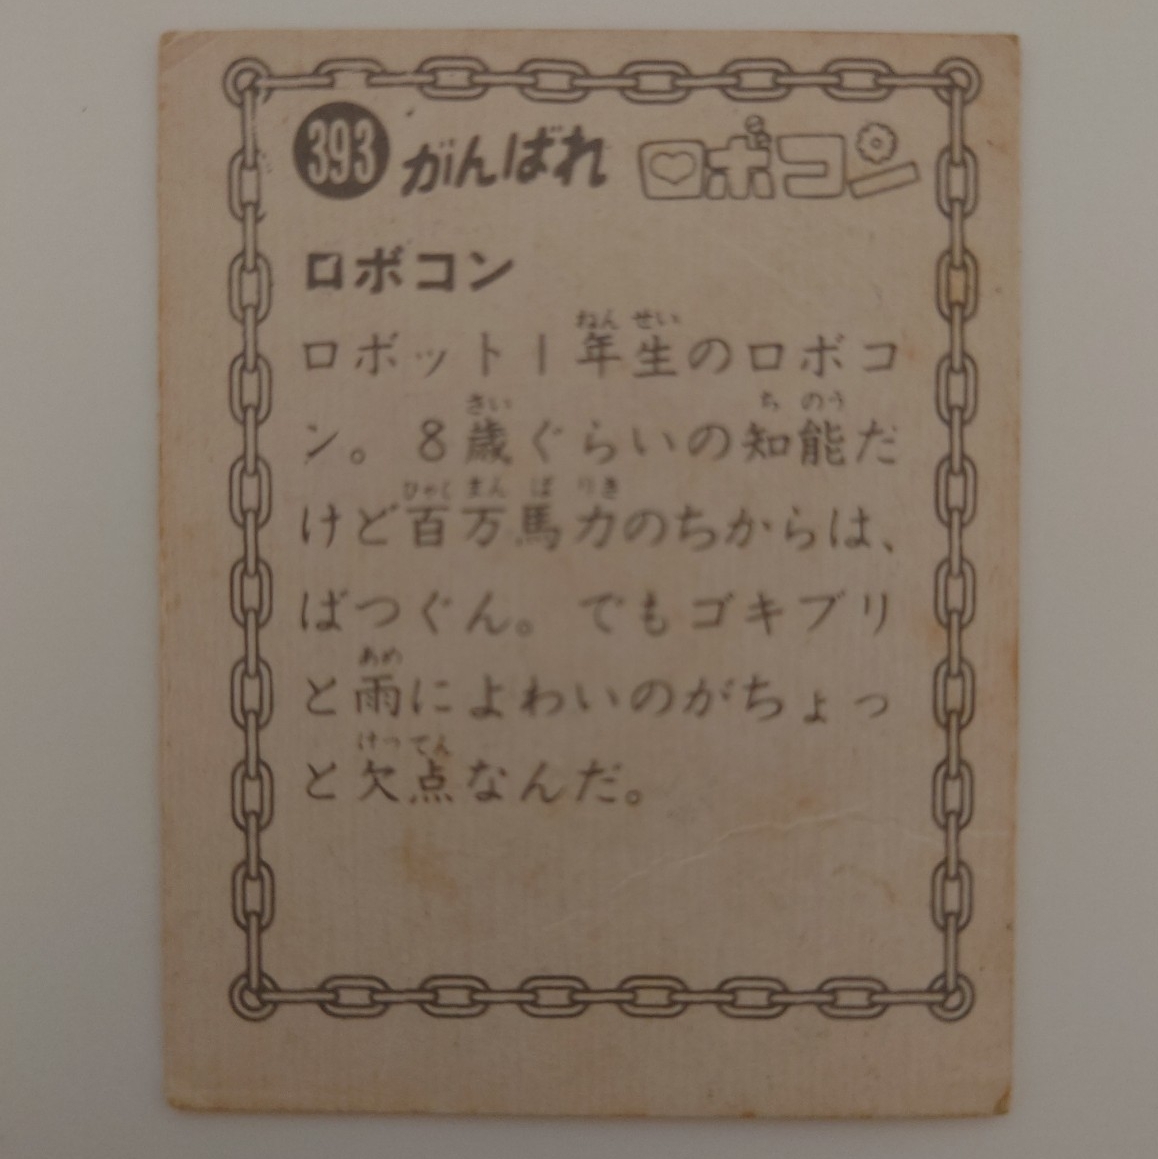 393 がんばれ ロボコン
ロボコン
ロボット1年生のロボコ
ン。8歳ぐらいの知能だ
けど百万馬力のちからは、
ばつぐん。でもゴキブリ
と雨によわいのがちょっ
と欠点なんだ。